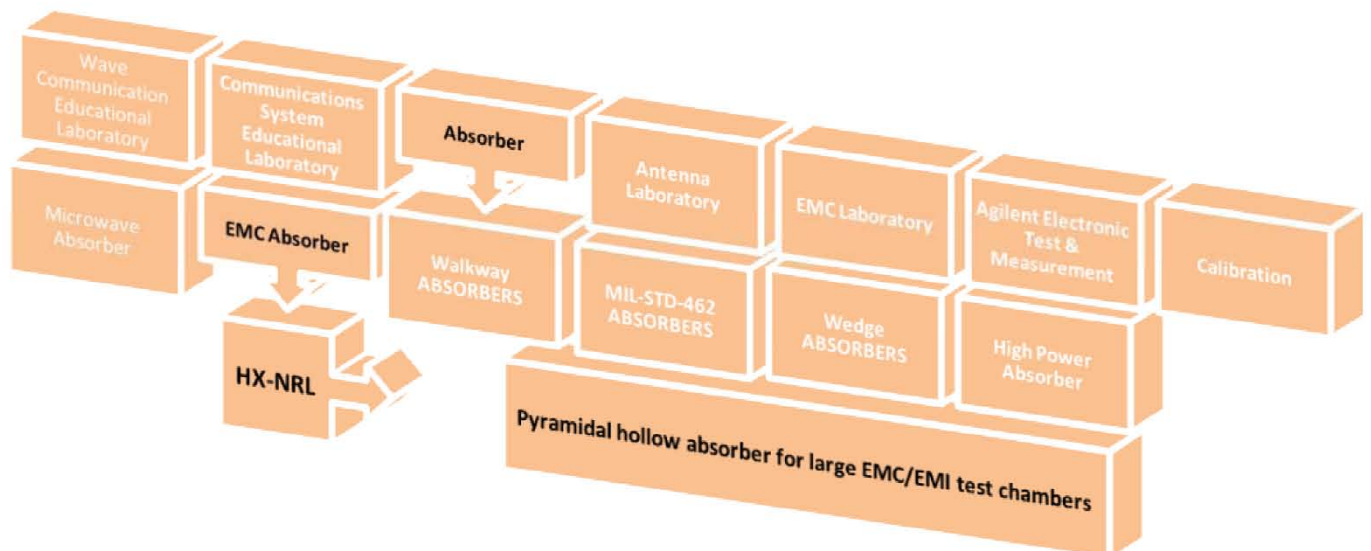 Wave
Communication
Educational
Laboratory
Communications
System
Educational
Laboratory
Absorber
Antenna
Laboratory
EMC Laboratory
Agilent Electronic
Test &
Measurement
Calibration
Microwave
Absorber
EMC Absorber
Walkway
ABSORBERS
MIL-STD-462
ABSORBERS
Wedge
ABSORBERS
High Power
Absorber
HX-NRL
Pyramidal hollow absorber for large EMC/EMI test chambers